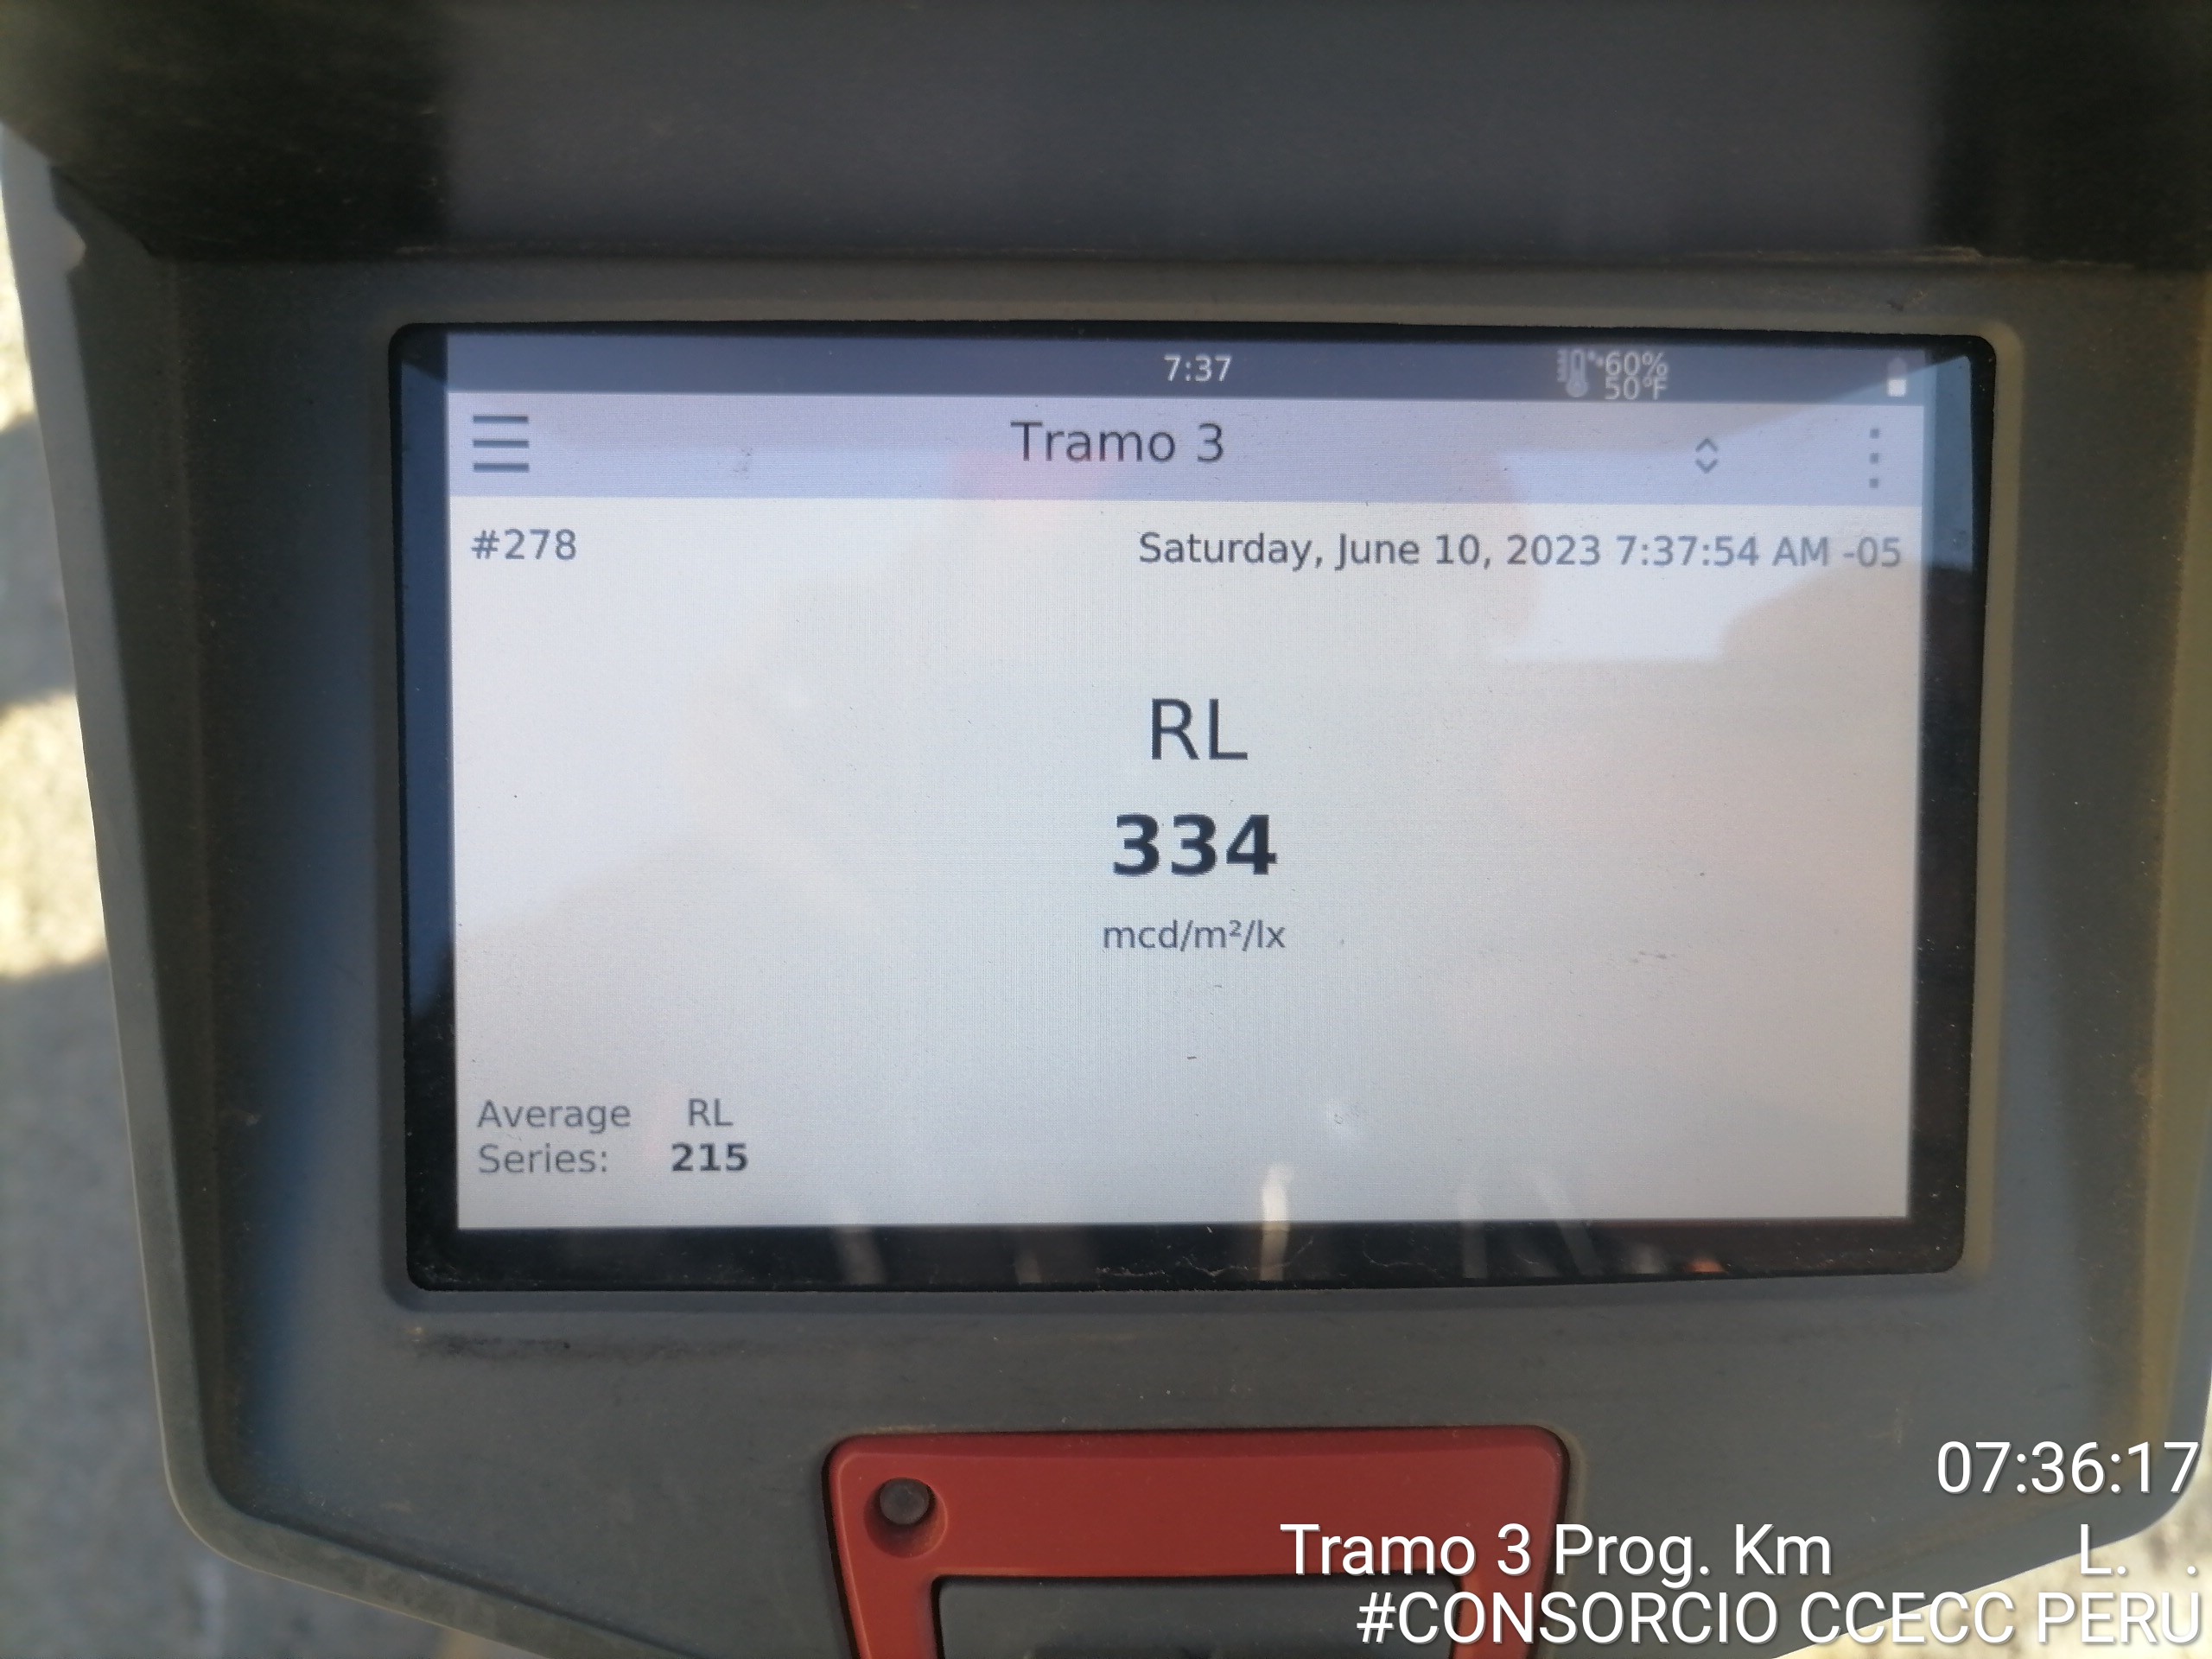 7:37
60%
50°F
Tramo 3
#278
Saturday, June 10, 2023 7:37:54 AM -05
RL
334
mcd/m²/lx
Average RL
Series: 215
07:36:17
Tramo 3 Prog. Km L. .
#CONSORCIO CCECC PERU